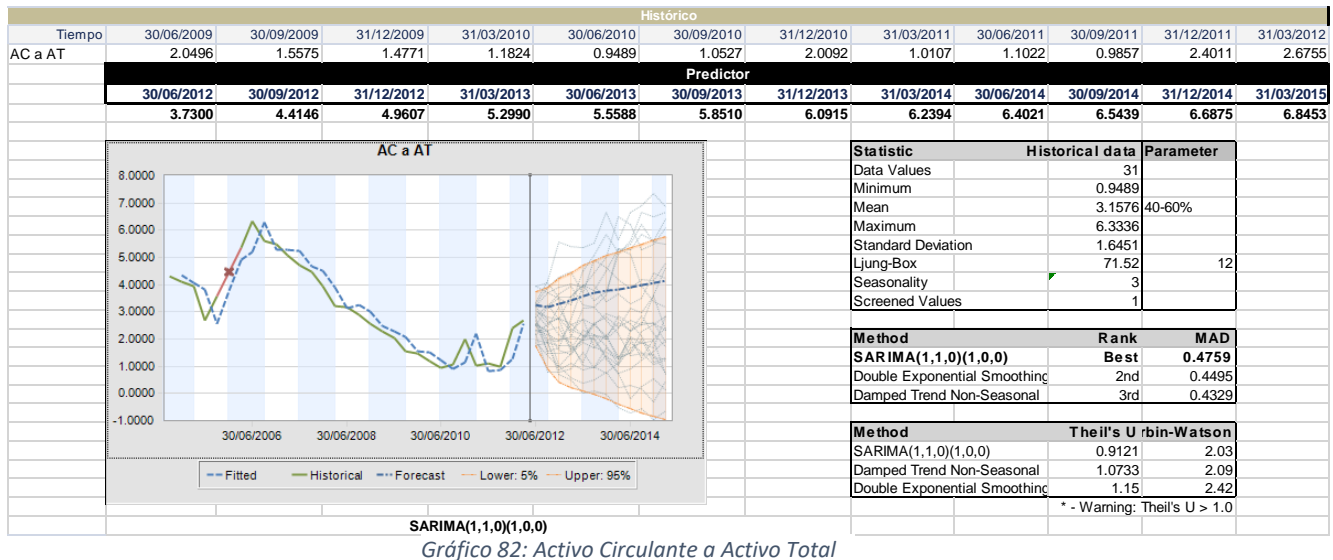 Histórico
Tiempo 30/06/2009 30/09/2009 31/12/2009 31/03/2010 30/06/2010 30/09/2010 31/12/2010 31/03/2011 30/06/2011 30/09/2011 31/12/2011 31/03/2012
AC a AT 2.0496 1.5575 1.4771 1.1824 0.9489 1.0527 2.0092 1.0107 1.1022 0.9857 2.4011 2.6755
Predictor
30/06/2012 30/09/2012 31/12/2012 31/03/2013 30/06/2013 30/09/2013 31/12/2013 31/03/2014 30/06/2014 30/09/2014 31/12/2014 31/03/2015
3.7300 4.4146 4.9607 5.2990 5.5588 5.8510 6.0915 6.2394 6.4021 6.5439 6.6875 6.8453
AC a AT
8.0000
7.0000
6.0000
5.0000
4.0000
3.0000
2.0000
1.0000
0.0000
-1.0000
30/06/2006 30/06/2008 30/06/2010 30/06/2012 30/06/2014
Fitted Historical Forecast Lower: 5% Upper: 95%
Statistic Historical data Parameter
Data Values 31
Minimum 0.9489
Mean 3.1576 40-60%
Maximum 6.3336
Standard Deviation 1.6451
Ljung-Box 71.52 12
Seasonality 3
Screened Values 1
Method Rank MAD
SARIMA(1,1,0)(1,0,0) Best 0.4759
Double Exponential Smoothing 2nd 0.4495
Damped Trend Non-Seasonal 3rd 0.4329
Method Theil's U rbin-Watson
SARIMA(1,1,0)(1,0,0) 0.9121 2.03
Damped Trend Non-Seasonal 1.0733 2.09
Double Exponential Smoothing 1.15 2.42
* - Warning: Theil's U > 1.0
SARIMA(1,1,0)(1,0,0)
Gráfico 82: Activo Circulante a Activo Total